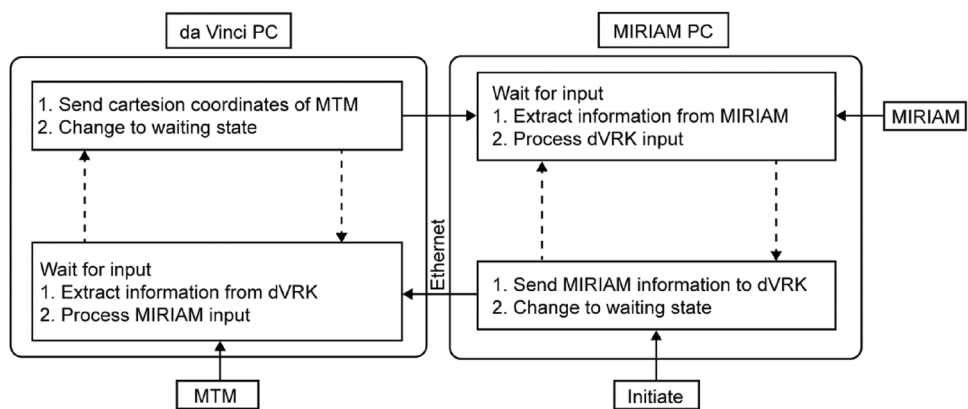 da Vinci PC
MIRIAM PC
1. Send cartesion coordinates of MTM
2. Change to waiting state
Wait for input
1. Extract information from MIRIAM
2. Process dVRK input
MIRIAM
Ethernet
Wait for input
1. Extract information from dVRK
2. Process MIRIAM input
1. Send MIRIAM information to dVRK
2. Change to waiting state
MTM
Initiate